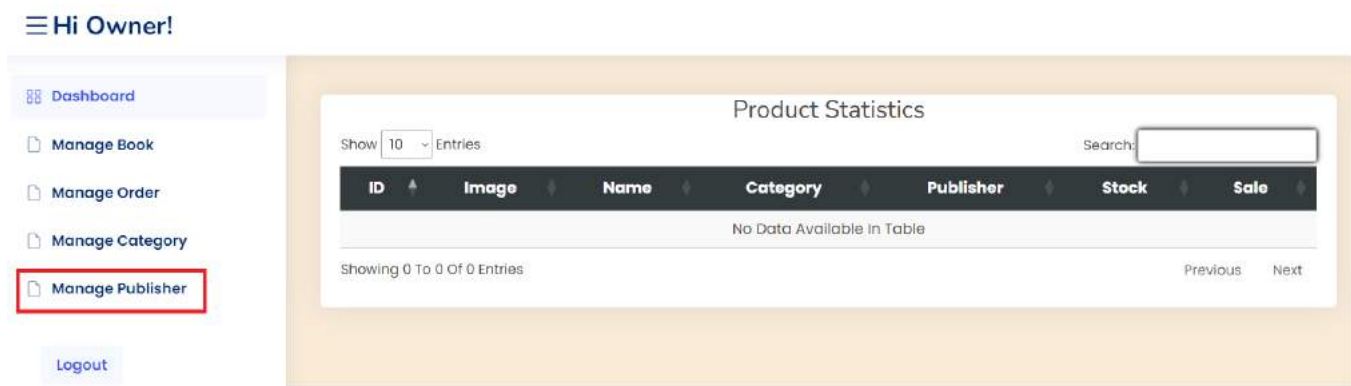 Hi Owner!
Dashboard
Manage Book
Manage Order
Manage Category
Manage Publisher
Logout
Product Statistics
Show 10 Entries
Search:
ID Image Name Category Publisher Stock Sale
No Data Available In Table
Showing 0 To 0 Of 0 Entries
Previous Next